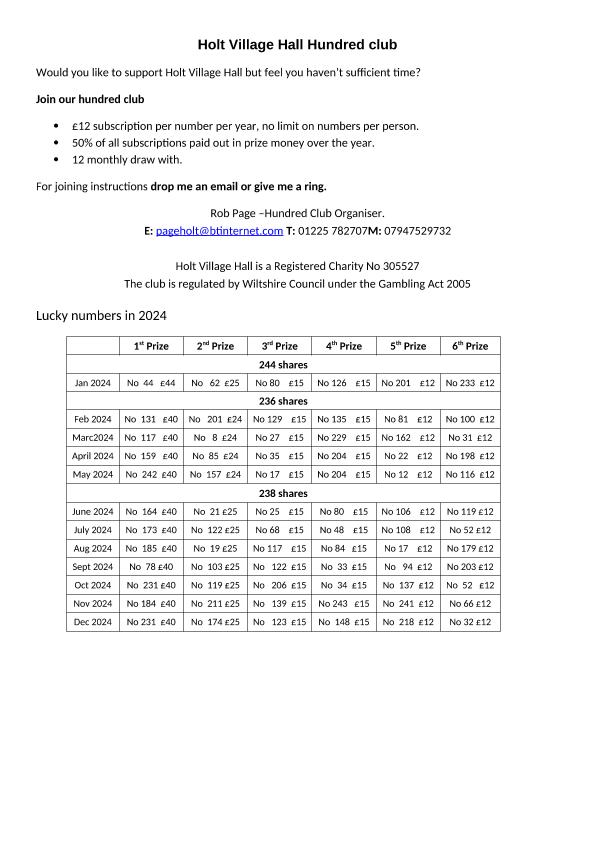 Holt Village Hall Hundred club
Would you like to support Holt Village Hall but feel you haven't sufficient time?
Join our hundred club
• £12 subscription per number per year, no limit on numbers per person.
• 50% of all subscriptions paid out in prize money over the year.
• 12 monthly draw with.
For joining instructions drop me an email or give me a ring.
Rob Page –Hundred Club Organiser.
E: pageholt@btinternet.com T: 01225 782707M: 07947529732
Holt Village Hall is a Registered Charity No 305527
The club is regulated by Wiltshire Council under the Gambling Act 2005
Lucky numbers in 2024
1st Prize 2nd Prize 3rd Prize 4th Prize 5th Prize 6th Prize
244 shares
Jan 2024 No 44 £44 No 62 £25 No 80 £15 No 126 £15 No 201 £12 No 233 £12
236 shares
Feb 2024 No 131 £40 No 201 £24 No 129 £15 No 135 £15 No 81 £12 No 100 £12
Marc2024 No 117 £40 No 8 £24 No 27 £15 No 229 £15 No 162 £12 No 31 £12
April 2024 No 159 £40 No 85 £24 No 35 £15 No 204 £15 No 22 £12 No 198 £12
May 2024 No 242 £40 No 157 £24 No 17 £15 No 204 £15 No 12 £12 No 116 £12
238 shares
June 2024 No 164 £40 No 21 £25 No 25 £15 No 80 £15 No 106 £12 No 119 £12
July 2024 No 173 £40 No 122 £25 No 68 £15 No 48 £15 No 108 £12 No 52 £12
Aug 2024 No 185 £40 No 19 £25 No 117 £15 No 84 £15 No 17 £12 No 179 £12
Sept 2024 No 78 £40 No 103 £25 No 122 £15 No 33 £15 No 94 £12 No 203 £12
Oct 2024 No 231 £40 No 119 £25 No 206 £15 No 34 £15 No 137 £12 No 52 £12
Nov 2024 No 184 £40 No 211 £25 No 139 £15 No 243 £15 No 241 £12 No 66 £12
Dec 2024 No 231 £40 No 174 £25 No 123 £15 No 148 £15 No 218 £12 No 32 £12